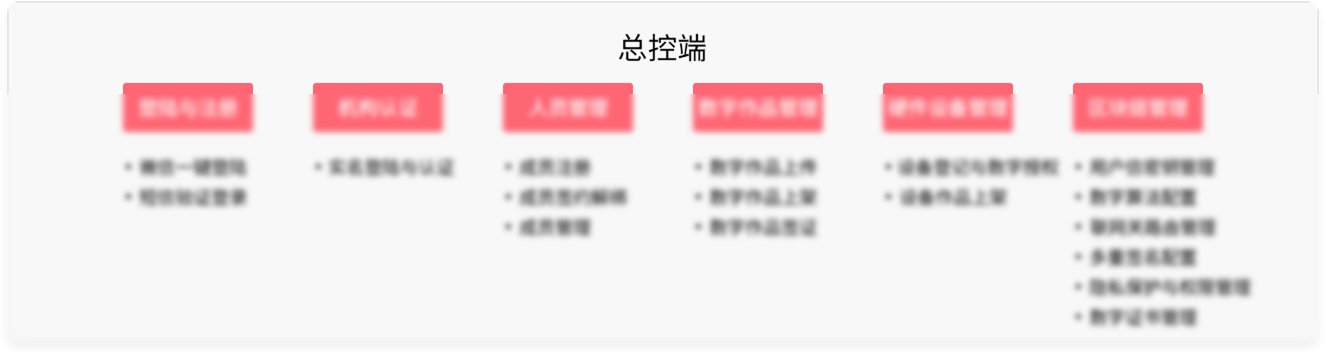 总控端
登陆与注册
机构认证
人员管理
数字作品管理
硬件设备管理
区块链管理
微信一键登陆
短信验证登录
实名登陆与认证
成员注册
成员签约解绑
成员管理
数字作品上传
数字作品上架
数字作品签证
设备登记与数字授权
设备作品上架
数字算法配置
联网关路由管理
多重签名配置
隐私保护与权限管理
数字证书管理